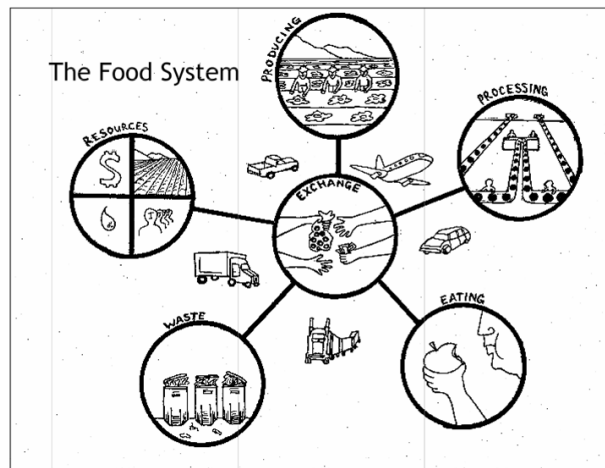 The Food System
PRODUCING
PROCESSING
RESOURCES
$
EXCHANGE
WASTE
EATING